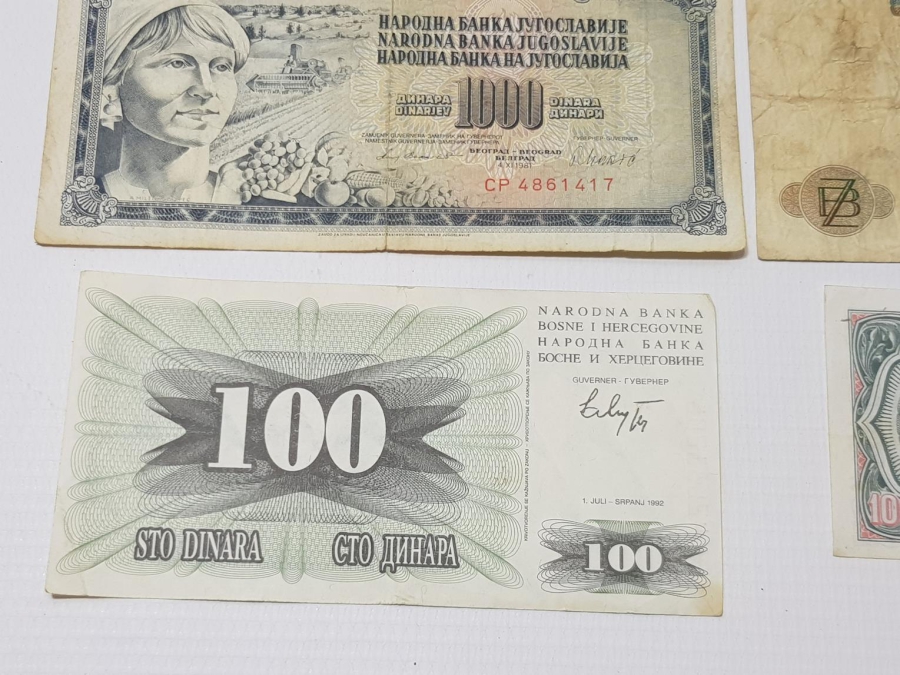 НАРОДНА БАНКА ЈУГОСЛАВИЈЕ
NARODNA BANKA JUGOSLAVIJE
НАРОДНА БАНКА НА ЈУГОСЛАВИЈА
ДИНАРА
DINARJEV
1000
DINARA
ДИНАРИ
БЕОГРАД - BEOGRAD
БЕЛГРАД
4.XI.1981
CP 4861417
NARODNA BANKA
BOSNE I HERCEGOVINE
НАРОДНА БАНКА
БОСНЕ И ХЕРЦЕГОВИНЕ
GUVERNER - ГУВЕРНЕР
100
1. JULI – SRPANJ 1992
STO DINARA
СТО ДИНАРА
100
10